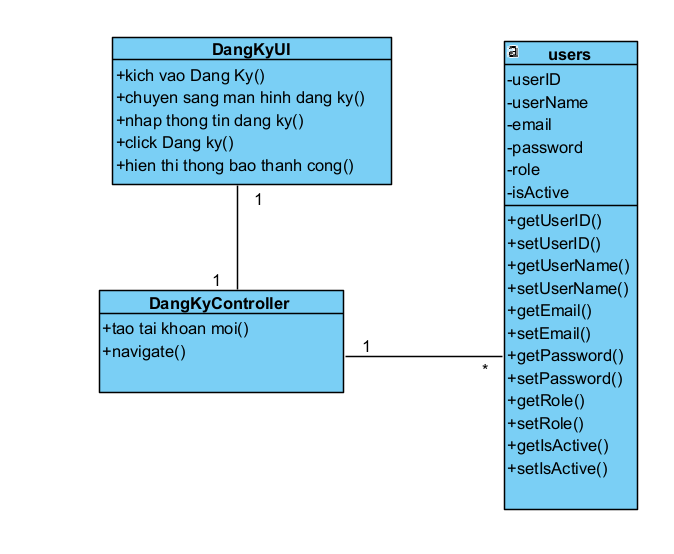 DangKyUI
+kich vao Dang Ky()
+chuyen sang man hinh dang ky()
+nhap thong tin dang ky()
+click Dang ky()
+hien thi thong bao thanh cong()
1
1
DangKyController
+tao tai khoan moi()
+navigate()
1
*
a
users
-userID
-userName
-email
-password
-role
-isActive
+getUserID()
+setUserID()
+getUserName()
+setUserName()
+getEmail()
+setEmail()
+getPassword()
+setPassword()
+getRole()
+setRole()
+getIsActive()
+setIsActive()